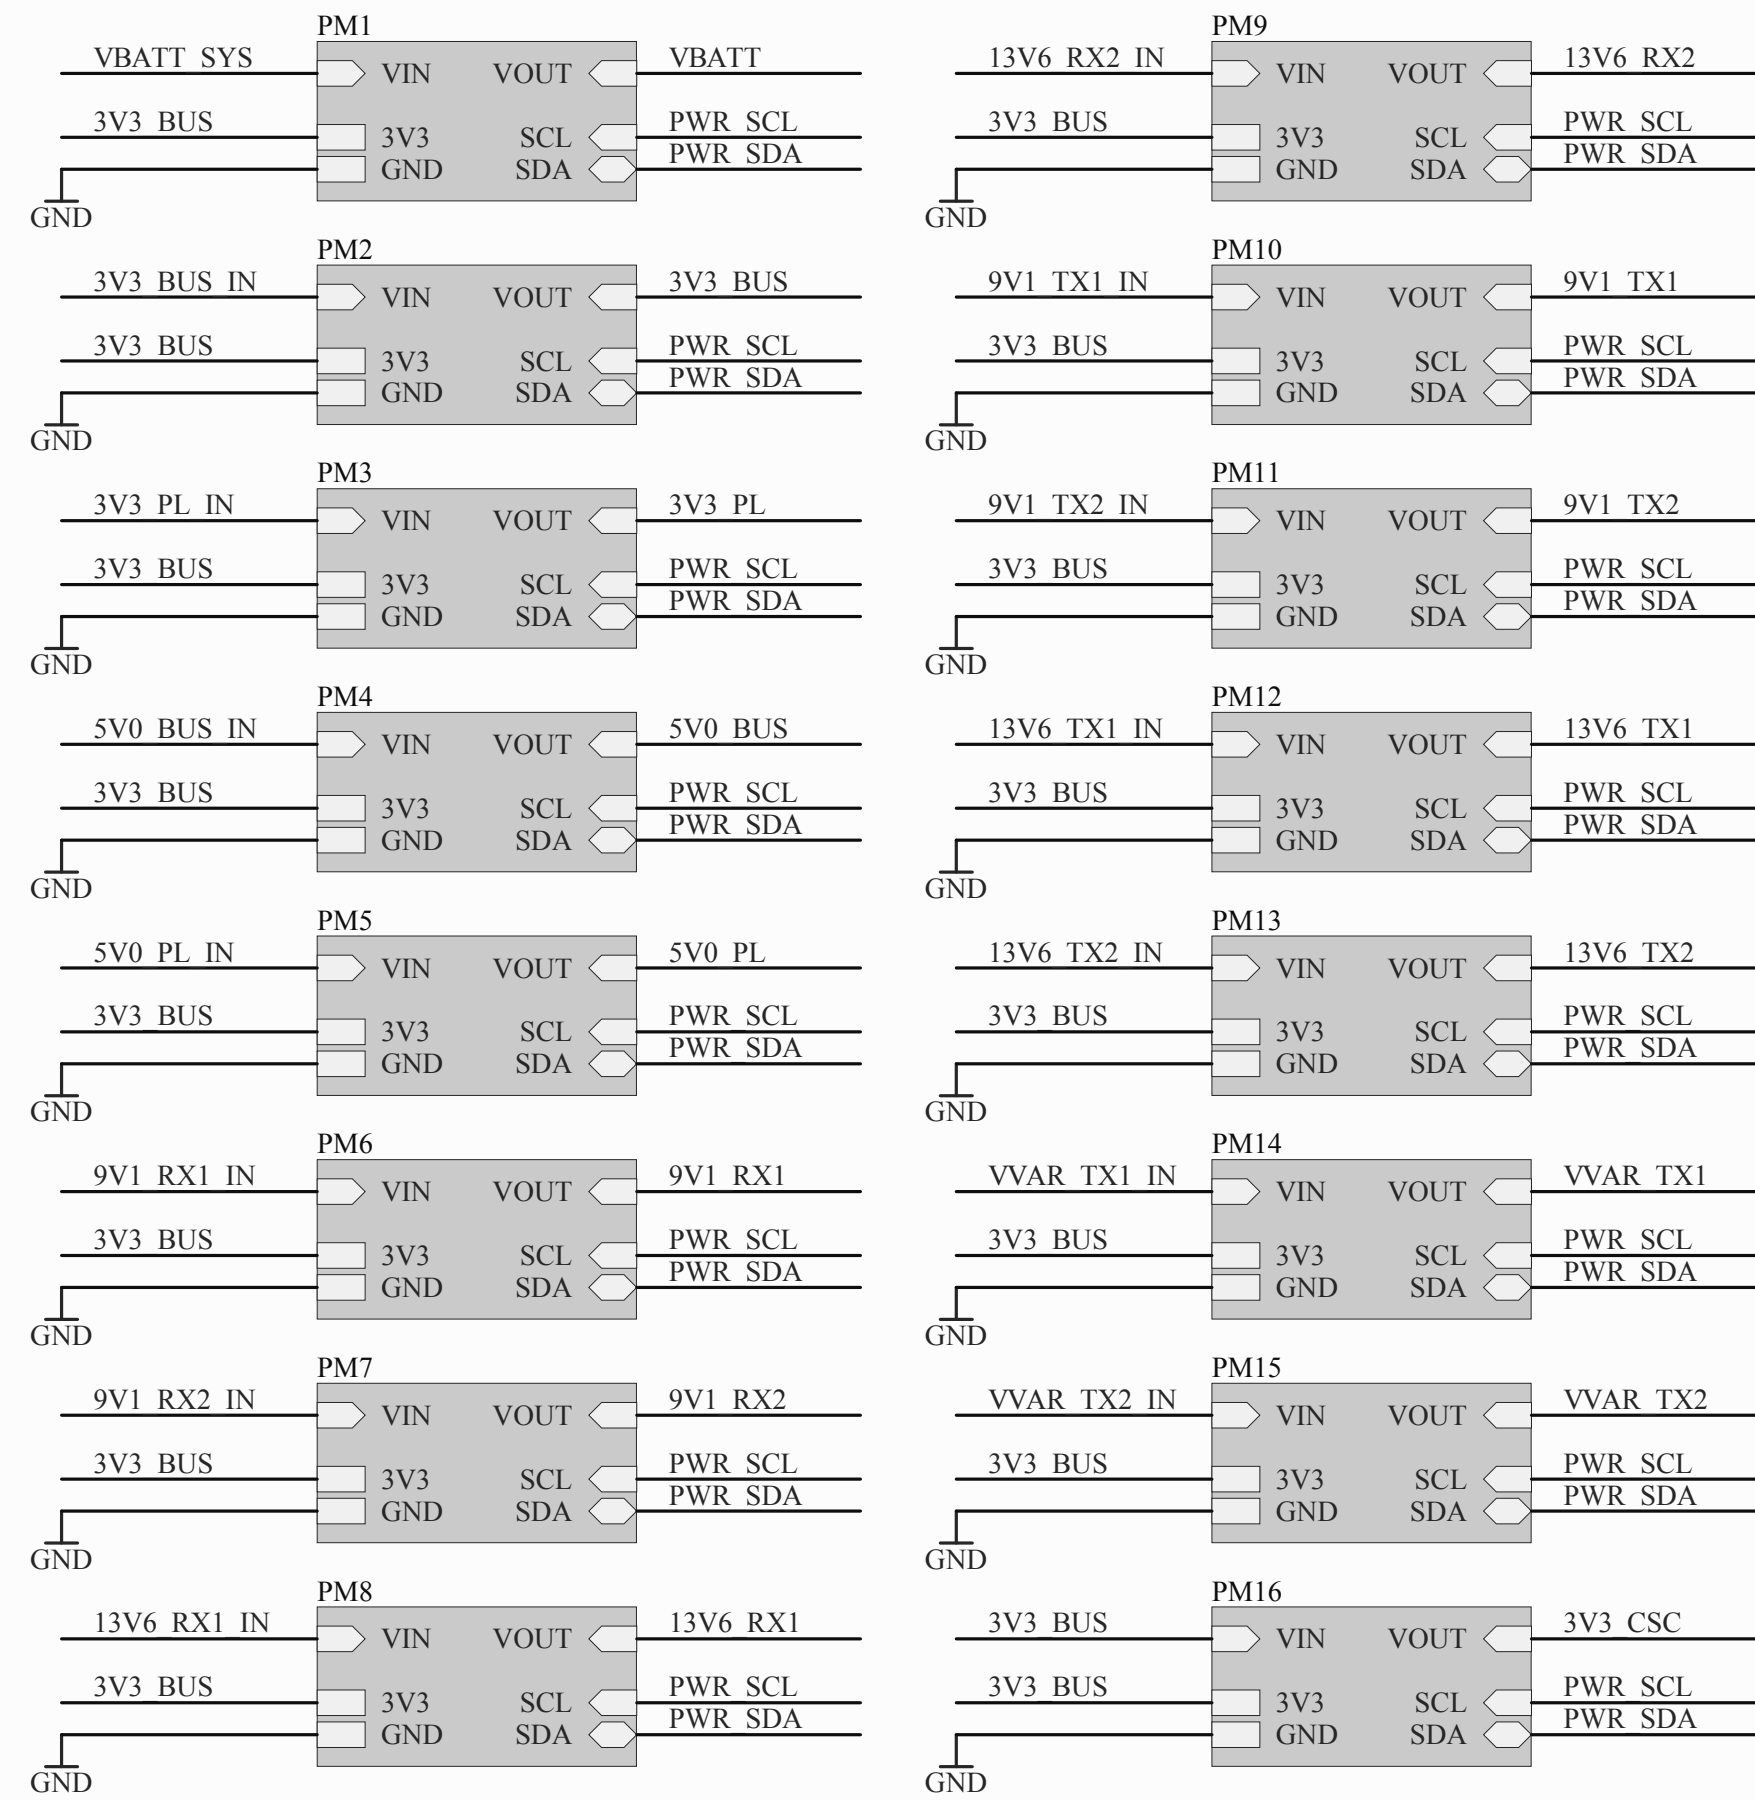 PM1
VBATT_SYS VIN VOUT VBATT
3V3_BUS 3V3 SCL PWR_SCL
GND SDA PWR_SDA
GND
PM2
3V3_BUS_IN VIN VOUT 3V3_BUS
3V3_BUS 3V3 SCL PWR_SCL
GND SDA PWR_SDA
GND
PM3
3V3_PL_IN VIN VOUT 3V3_PL
3V3_BUS 3V3 SCL PWR_SCL
GND SDA PWR_SDA
GND
PM4
5V0_BUS_IN VIN VOUT 5V0_BUS
3V3_BUS 3V3 SCL PWR_SCL
GND SDA PWR_SDA
GND
PM5
5V0_PL_IN VIN VOUT 5V0_PL
3V3_BUS 3V3 SCL PWR_SCL
GND SDA PWR_SDA
GND
PM6
9V1_RX1_IN VIN VOUT 9V1_RX1
3V3_BUS 3V3 SCL PWR_SCL
GND SDA PWR_SDA
GND
PM7
9V1_RX2_IN VIN VOUT 9V1_RX2
3V3_BUS 3V3 SCL PWR_SCL
GND SDA PWR_SDA
GND
PM8
13V6_RX1_IN VIN VOUT 13V6_RX1
3V3_BUS 3V3 SCL PWR_SCL
GND SDA PWR_SDA
GND
PM9
13V6_RX2_IN VIN VOUT 13V6_RX2
3V3_BUS 3V3 SCL PWR_SCL
GND SDA PWR_SDA
GND
PM10
9V1_TX1_IN VIN VOUT 9V1_TX1
3V3_BUS 3V3 SCL PWR_SCL
GND SDA PWR_SDA
GND
PM11
9V1_TX2_IN VIN VOUT 9V1_TX2
3V3_BUS 3V3 SCL PWR_SCL
GND SDA PWR_SDA
GND
PM12
13V6_TX1_IN VIN VOUT 13V6_TX1
3V3_BUS 3V3 SCL PWR_SCL
GND SDA PWR_SDA
GND
PM13
13V6_TX2_IN VIN VOUT 13V6_TX2
3V3_BUS 3V3 SCL PWR_SCL
GND SDA PWR_SDA
GND
PM14
VVAR_TX1_IN VIN VOUT VVAR_TX1
3V3_BUS 3V3 SCL PWR_SCL
GND SDA PWR_SDA
GND
PM15
VVAR_TX2_IN VIN VOUT VVAR_TX2
3V3_BUS 3V3 SCL PWR_SCL
GND SDA PWR_SDA
GND
PM16
3V3_BUS VIN VOUT 3V3_CSC
3V3_BUS 3V3 SCL PWR_SCL
GND SDA PWR_SDA
GND